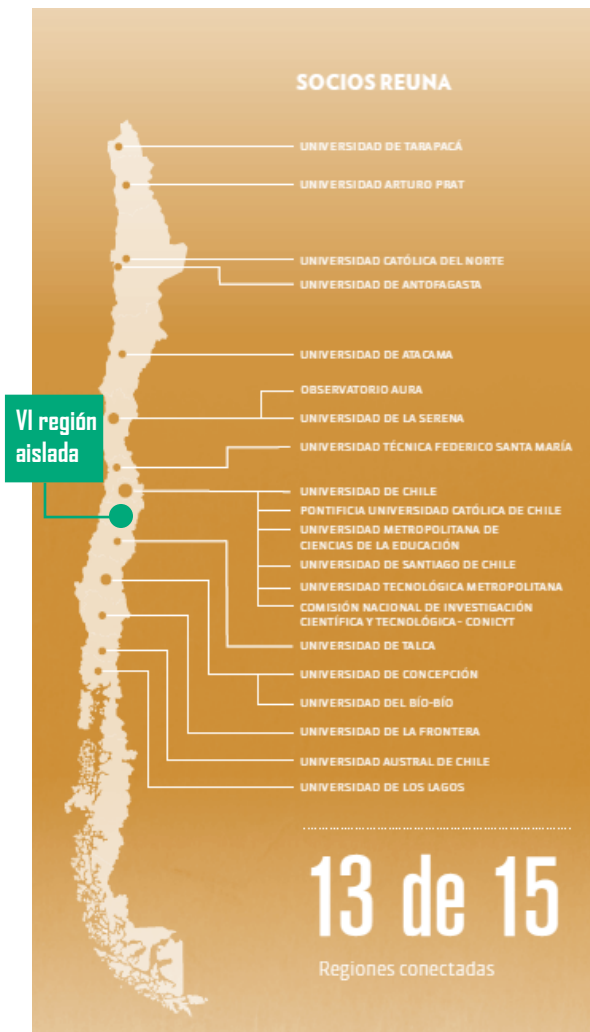 SOCIOS REUNA
UNIVERSIDAD DE TARAPACÁ
UNIVERSIDAD ARTURO PRAT
UNIVERSIDAD CATÓLICA DEL NORTE
UNIVERSIDAD DE ANTOFAGASTA
UNIVERSIDAD DE ATACAMA
OBSERVATORIO AURA
VI región
aislada
UNIVERSIDAD DE LA SERENA
UNIVERSIDAD TÉCNICA FEDERICO SANTA MARÍA
UNIVERSIDAD DE CHILE
PONTIFICIA UNIVERSIDAD CATÓLICA DE CHILE
UNIVERSIDAD METROPOLITANA DE
CIENCIAS DE LA EDUCACIÓN
UNIVERSIDAD DE SANTIAGO DE CHILE
UNIVERSIDAD TECNOLÓGICA METROPOLITANA
COMISIÓN NACIONAL DE INVESTIGACIÓN
CIENTÍFICA Y TECNOLÓGICA - CONICYT
UNIVERSIDAD DE TALCA
UNIVERSIDAD DE CONCEPCIÓN
UNIVERSIDAD DEL BÍO-BÍO
UNIVERSIDAD DE LA FRONTERA
UNIVERSIDAD AUSTRAL DE CHILE
UNIVERSIDAD DE LOS LAGOS
13 de 15
Regiones conectadas